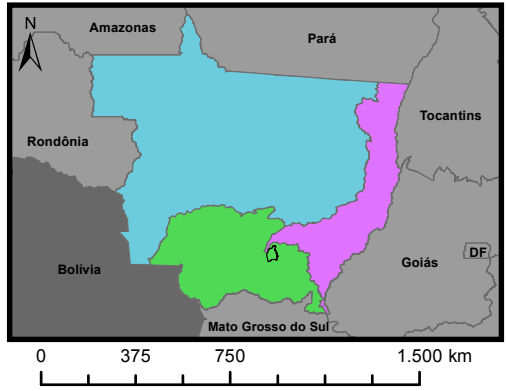 N
Amazonas
Pará
Tocantins
Rondônia
Bolívia
Goiás
DF
Mato Grosso do Sul
0 375 750 1.500 km